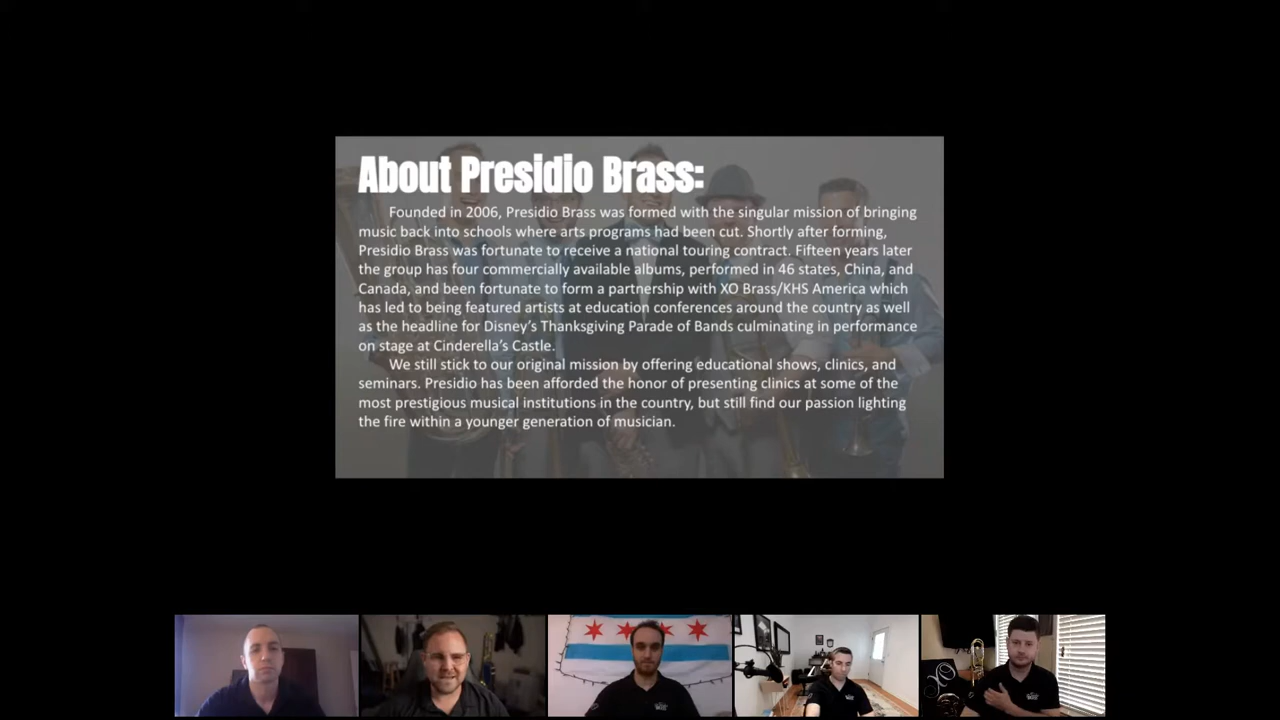 About Presidio Brass:
Founded in 2006, Presidio Brass was formed with the singular mission of bringing
music back into schools where arts programs had been cut. Shortly after forming,
Presidio Brass was fortunate to receive a national touring contract. Fifteen years later
the group has four commercially available albums, performed in 46 states, China, and
Canada, and been fortunate to form a partnership with XO Brass/KHS America which
has led to being featured artists at education conferences around the country as well
as the headline for Disney's Thanksgiving Parade of Bands culminating in performance
on stage at Cinderella's Castle.
We still stick to our original mission by offering educational shows, clinics, and
seminars. Presidio has been afforded the honor of presenting clinics at some of the
most prestigious musical institutions in the country, but still find our passion lighting
the fire within a younger generation of musician.
XO